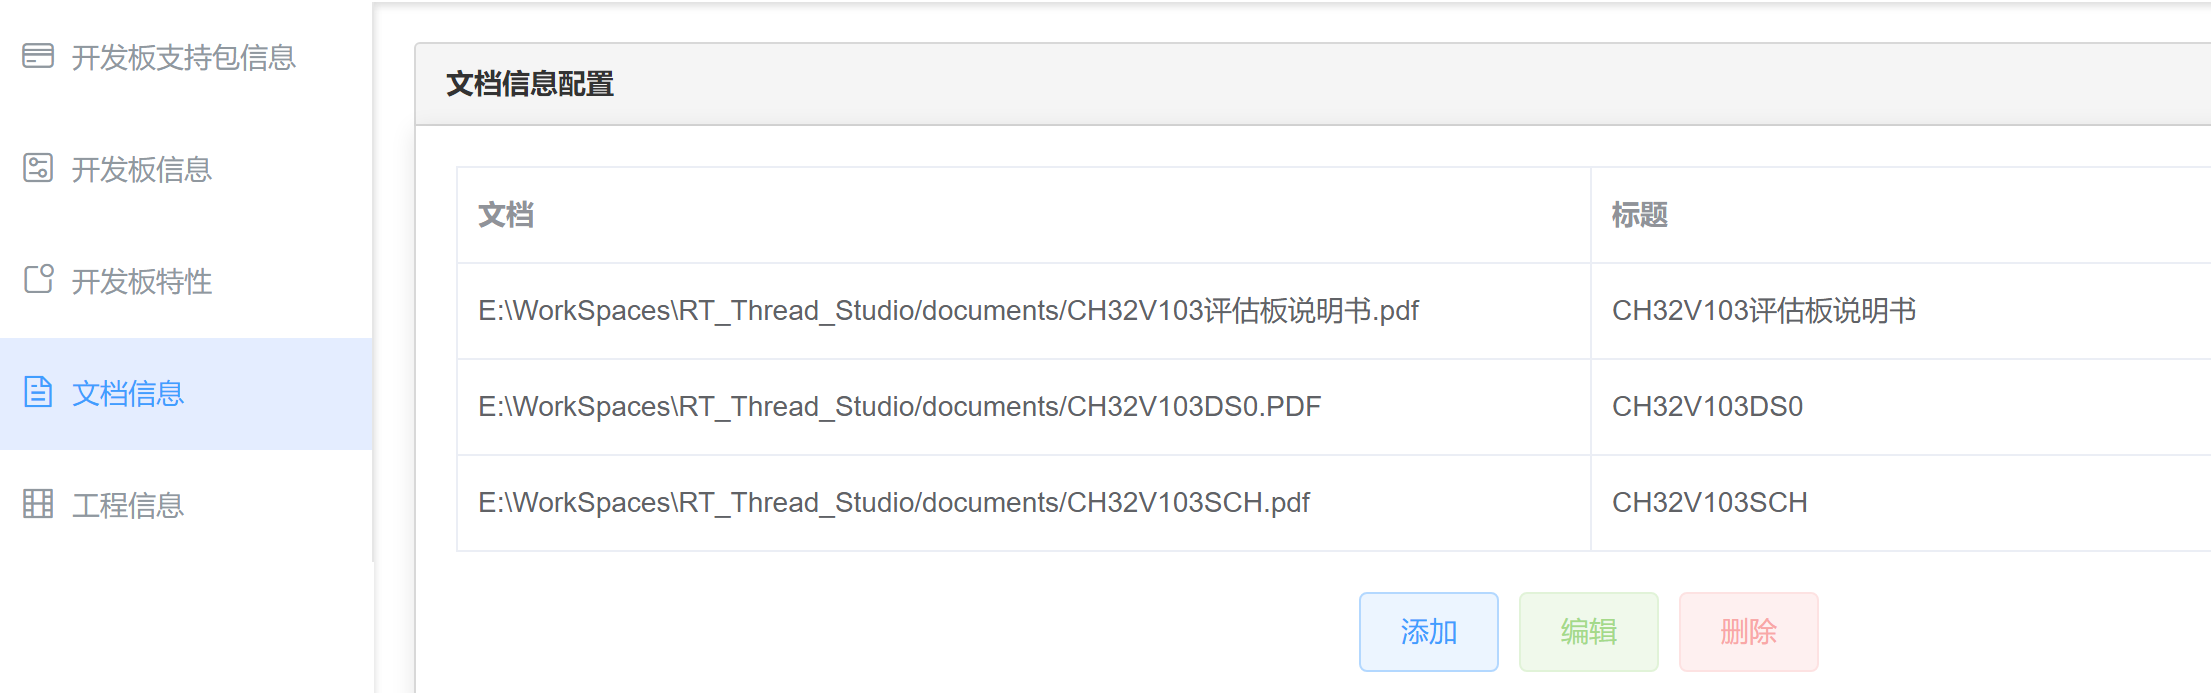 开发板支持包信息
开发板信息
开发板特性
文档信息
工程信息
文档信息配置
文档 标题
E:\WorkSpaces\RT_Thread_Studio/documents/CH32V103评估板说明书.pdf CH32V103评估板说明书
E:\WorkSpaces\RT_Thread_Studio/documents/CH32V103DS0.PDF CH32V103DS0
E:\WorkSpaces\RT_Thread_Studio/documents/CH32V103SCH.pdf CH32V103SCH
添加 编辑 删除